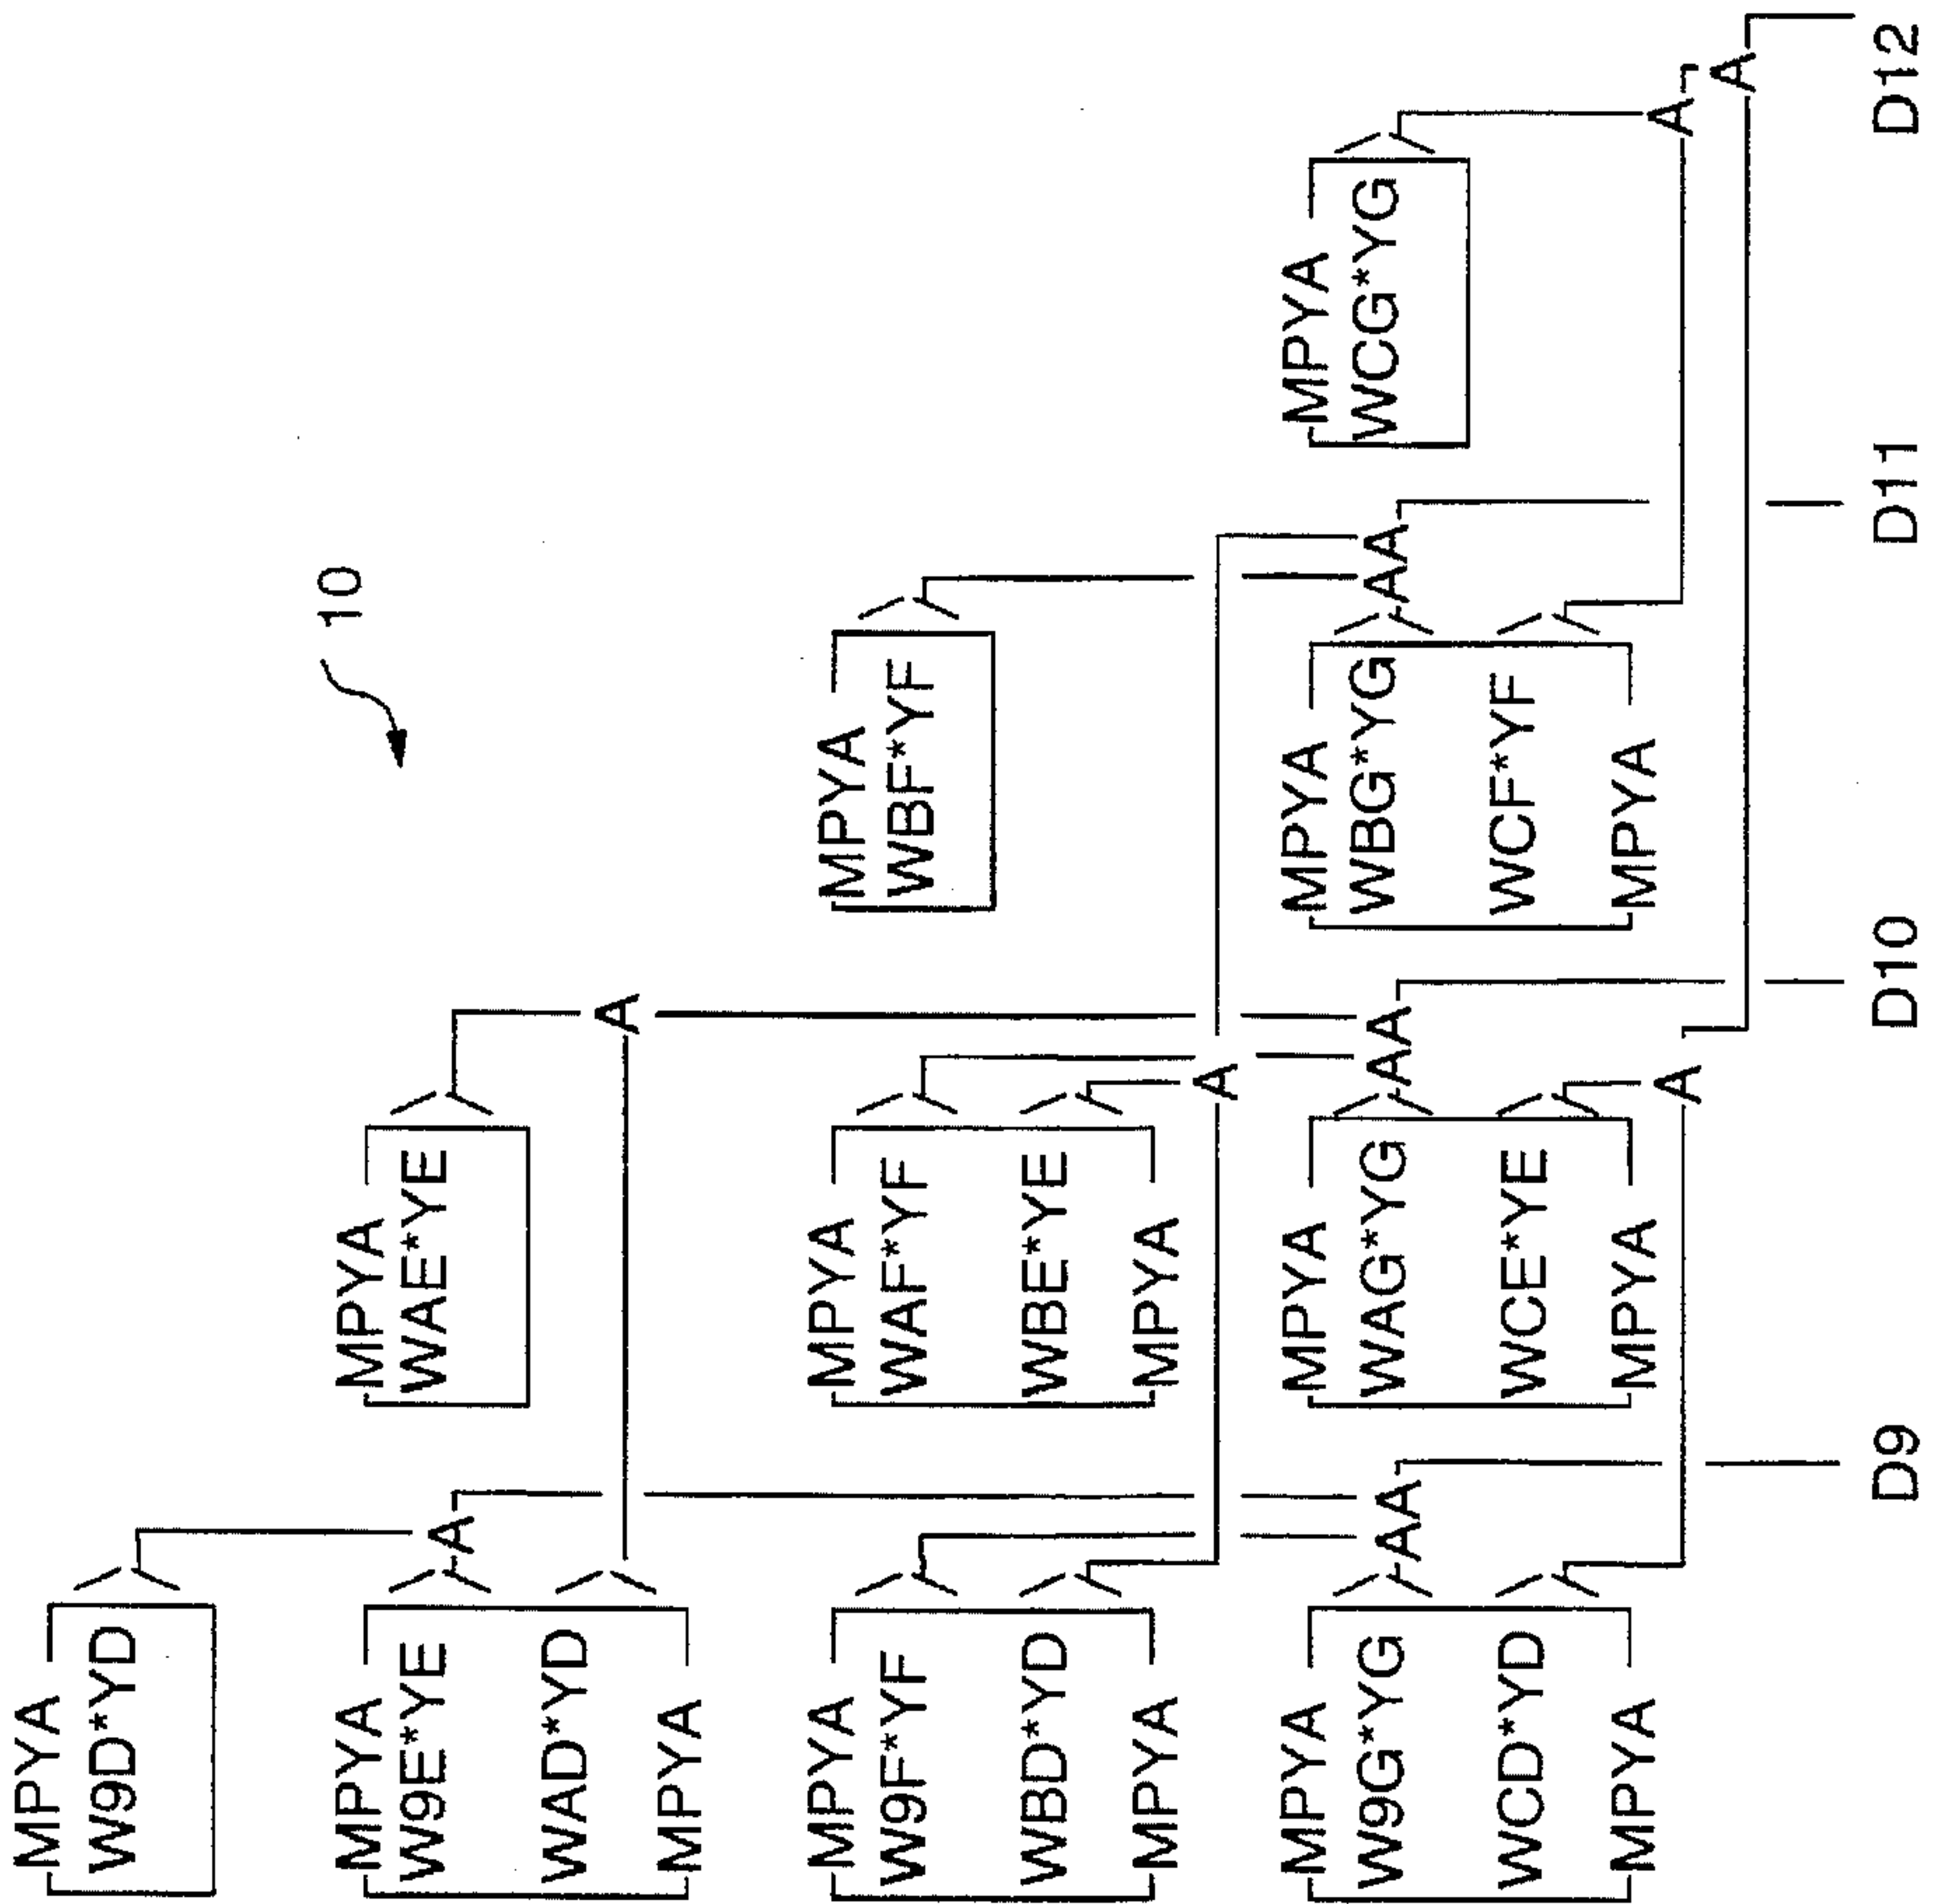 10
MPYA
W9D*YD
MPYA MPYA
W9E*YE A WAE*YE
WAD*YD
A
MPYA
MPYA MPYA MPYA
W9F*YF WAF*YF WBF*YF
WBD*YD WBE*YE
MPYA MPYA
A
MPYA MPYA MPYA MPYA
W9G*YG AA WAG*YG AA WBG*YG AA WCG*YG
WCD*YD WCE*YE WCF*YF
MPYA MPYA MPYA
A A
A
D9 D10 D11 D12